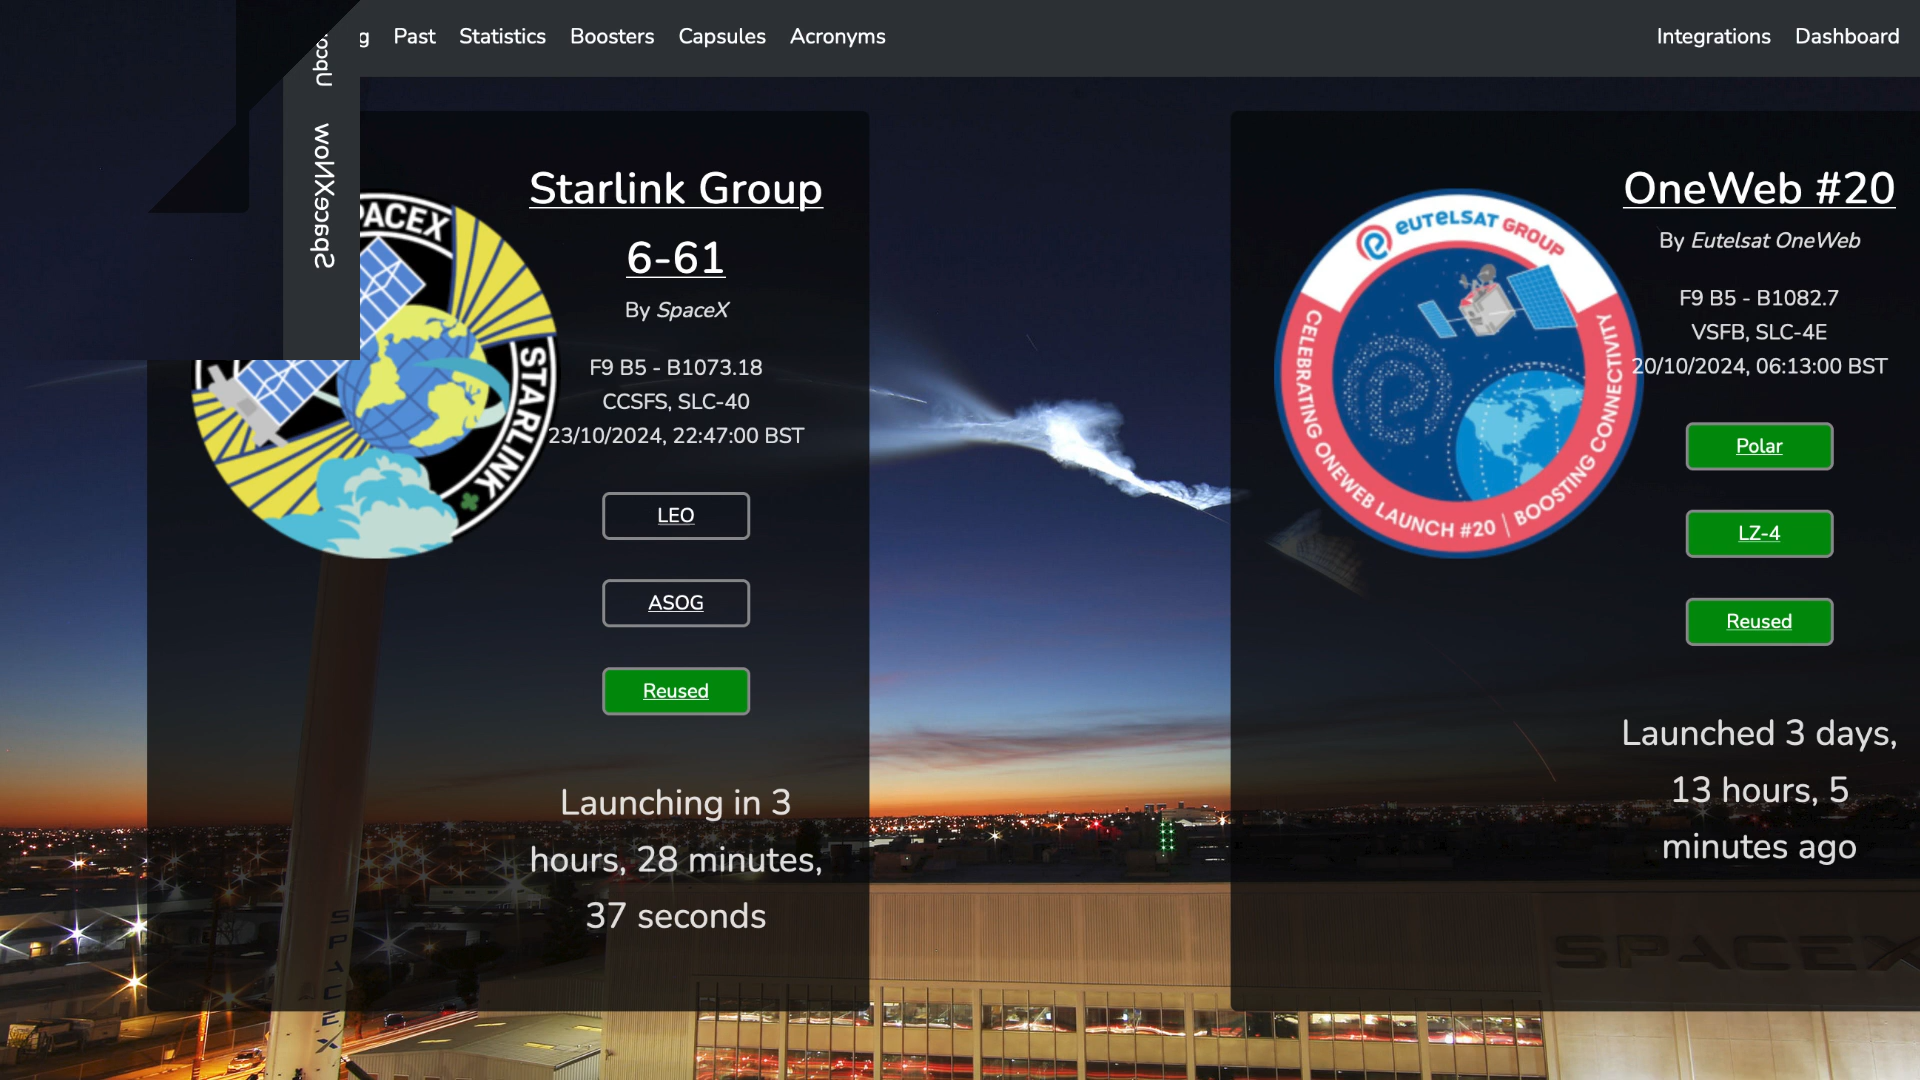 SpaceXNow
Upco
g
Past
Statistics
Boosters
Capsules
Acronyms
Integrations
Dashboard
PACEX
STARLINK
Starlink Group
6-61
By SpaceX
F9 B5 - B1073.18
CCSFS, SLC-40
23/10/2024, 22:47:00 BST
LEO
ASOG
Reused
Launching in 3
hours, 28 minutes,
37 seconds
SPACEX
EUTELSAT GROUP
CELEBRATING ONEWEB LAUNCH #20 | BOOSTING CONNECTIVITY
OneWeb #20
By Eutelsat OneWeb
F9 B5 - B1082.7
VSFB, SLC-4E
20/10/2024, 06:13:00 BST
Polar
LZ-4
Reused
Launched 3 days,
13 hours, 5
minutes ago
SPACEX